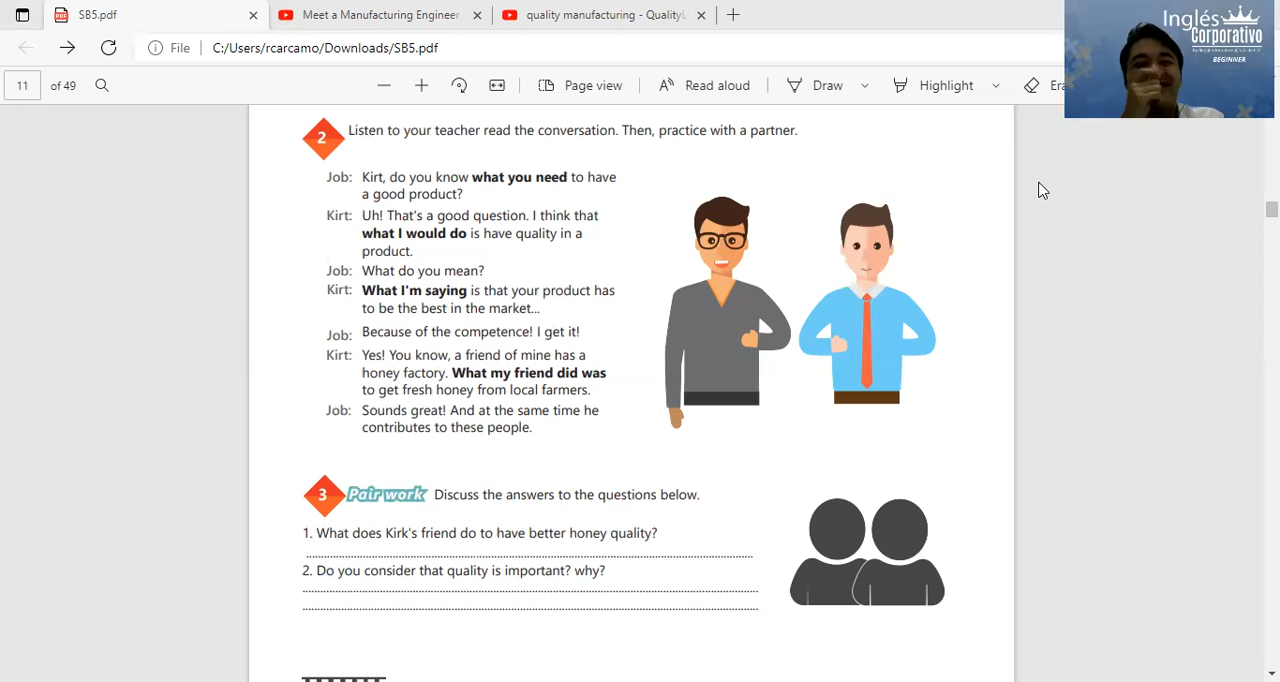 SB5.pdf
Meet a Manufacturing Engineer
quality manufacturing - QualityL
File
C:/Users/rcarcamo/Downloads/SB5.pdf
11
of 49
Page view
Read aloud
Draw
Highlight
Era
Inglés
Corporativo
BEGINNER
2
Listen to your teacher read the conversation. Then, practice with a partner.
Job: Kirt, do you know what you need to have
a good product?
Kirt: Uh! That's a good question. I think that
what I would do is have quality in a
product.
Job: What do you mean?
Kirt: What I'm saying is that your product has
to be the best in the market...
Job: Because of the competence! I get it!
Kirt: Yes! You know, a friend of mine has a
honey factory. What my friend did was
to get fresh honey from local farmers.
Job: Sounds great! And at the same time he
contributes to these people.
3
Pair work Discuss the answers to the questions below.
1. What does Kirk's friend do to have better honey quality?
2. Do you consider that quality is important? why?